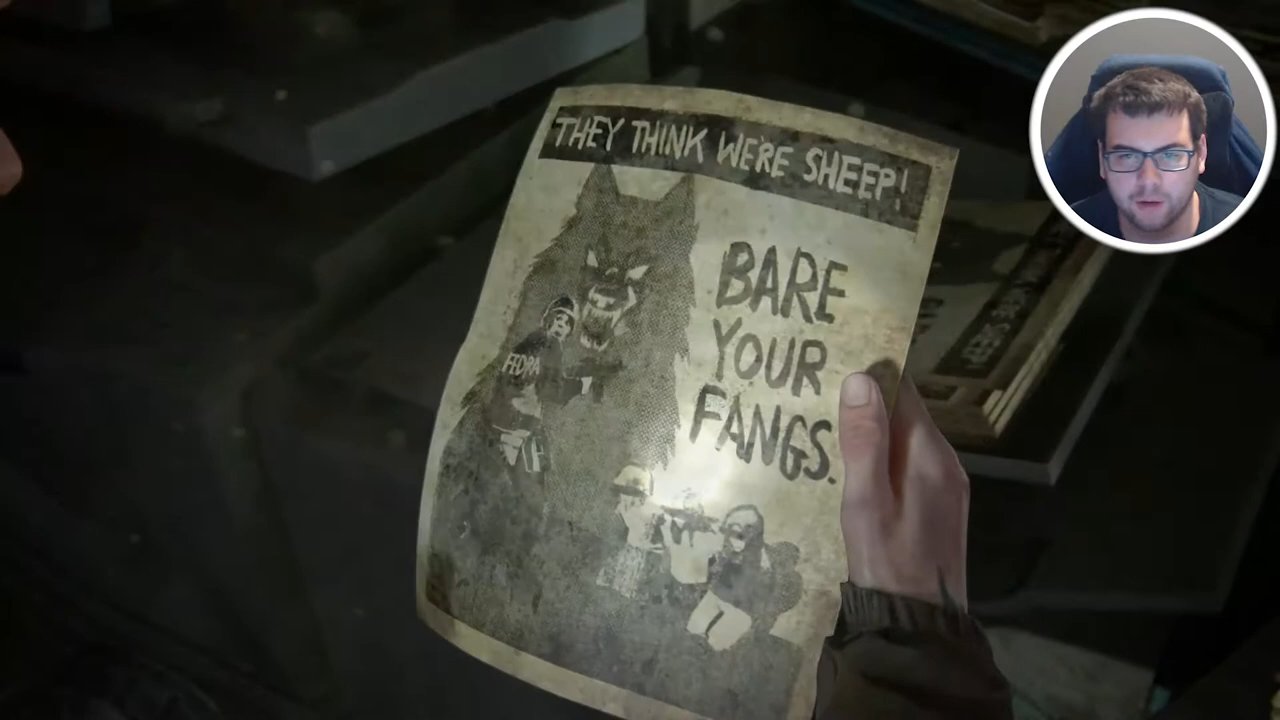 THEY THINK WE'RE SHEEP!
BARE
YOUR
FANGS.
FEDRA